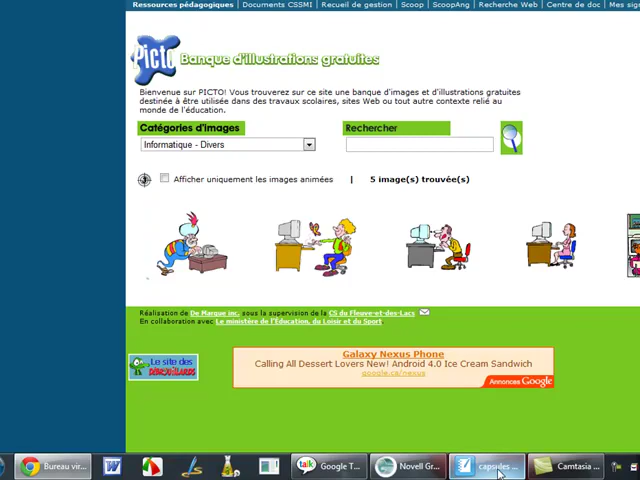 Ressources pédagogiques | Documents CSSMI | Recueil de gestion | Scoop | ScoopAng | Recherche Web | Centre de doc | Mes sign
Picto Banque d'illustrations gratuites
Bienvenue sur PICTO! Vous trouverez sur ce site une banque d'images et d'illustrations gratuites
destinée à être utilisée dans des travaux scolaires, sites Web ou tout autre contexte relié au
monde de l'éducation.
Catégories d'images Rechercher
Informatique - Divers
Afficher uniquement les images animées | 5 image(s) trouvée(s)
Réalisation de De Marque inc. sous la supervision de la CS du Fleuve-et-des-Lacs
En collaboration avec Le ministère de l'Éducation, du Loisir et du Sport.
Le site des
DÉBROUILLARDS
Galaxy Nexus Phone
Calling All Dessert Lovers New! Android 4.0 Ice Cream Sandwich
google.ca/nexus
Annonces Google
Bureau vir... W talk Google T... Novell Gr... capsules ... Camtasia ... FR